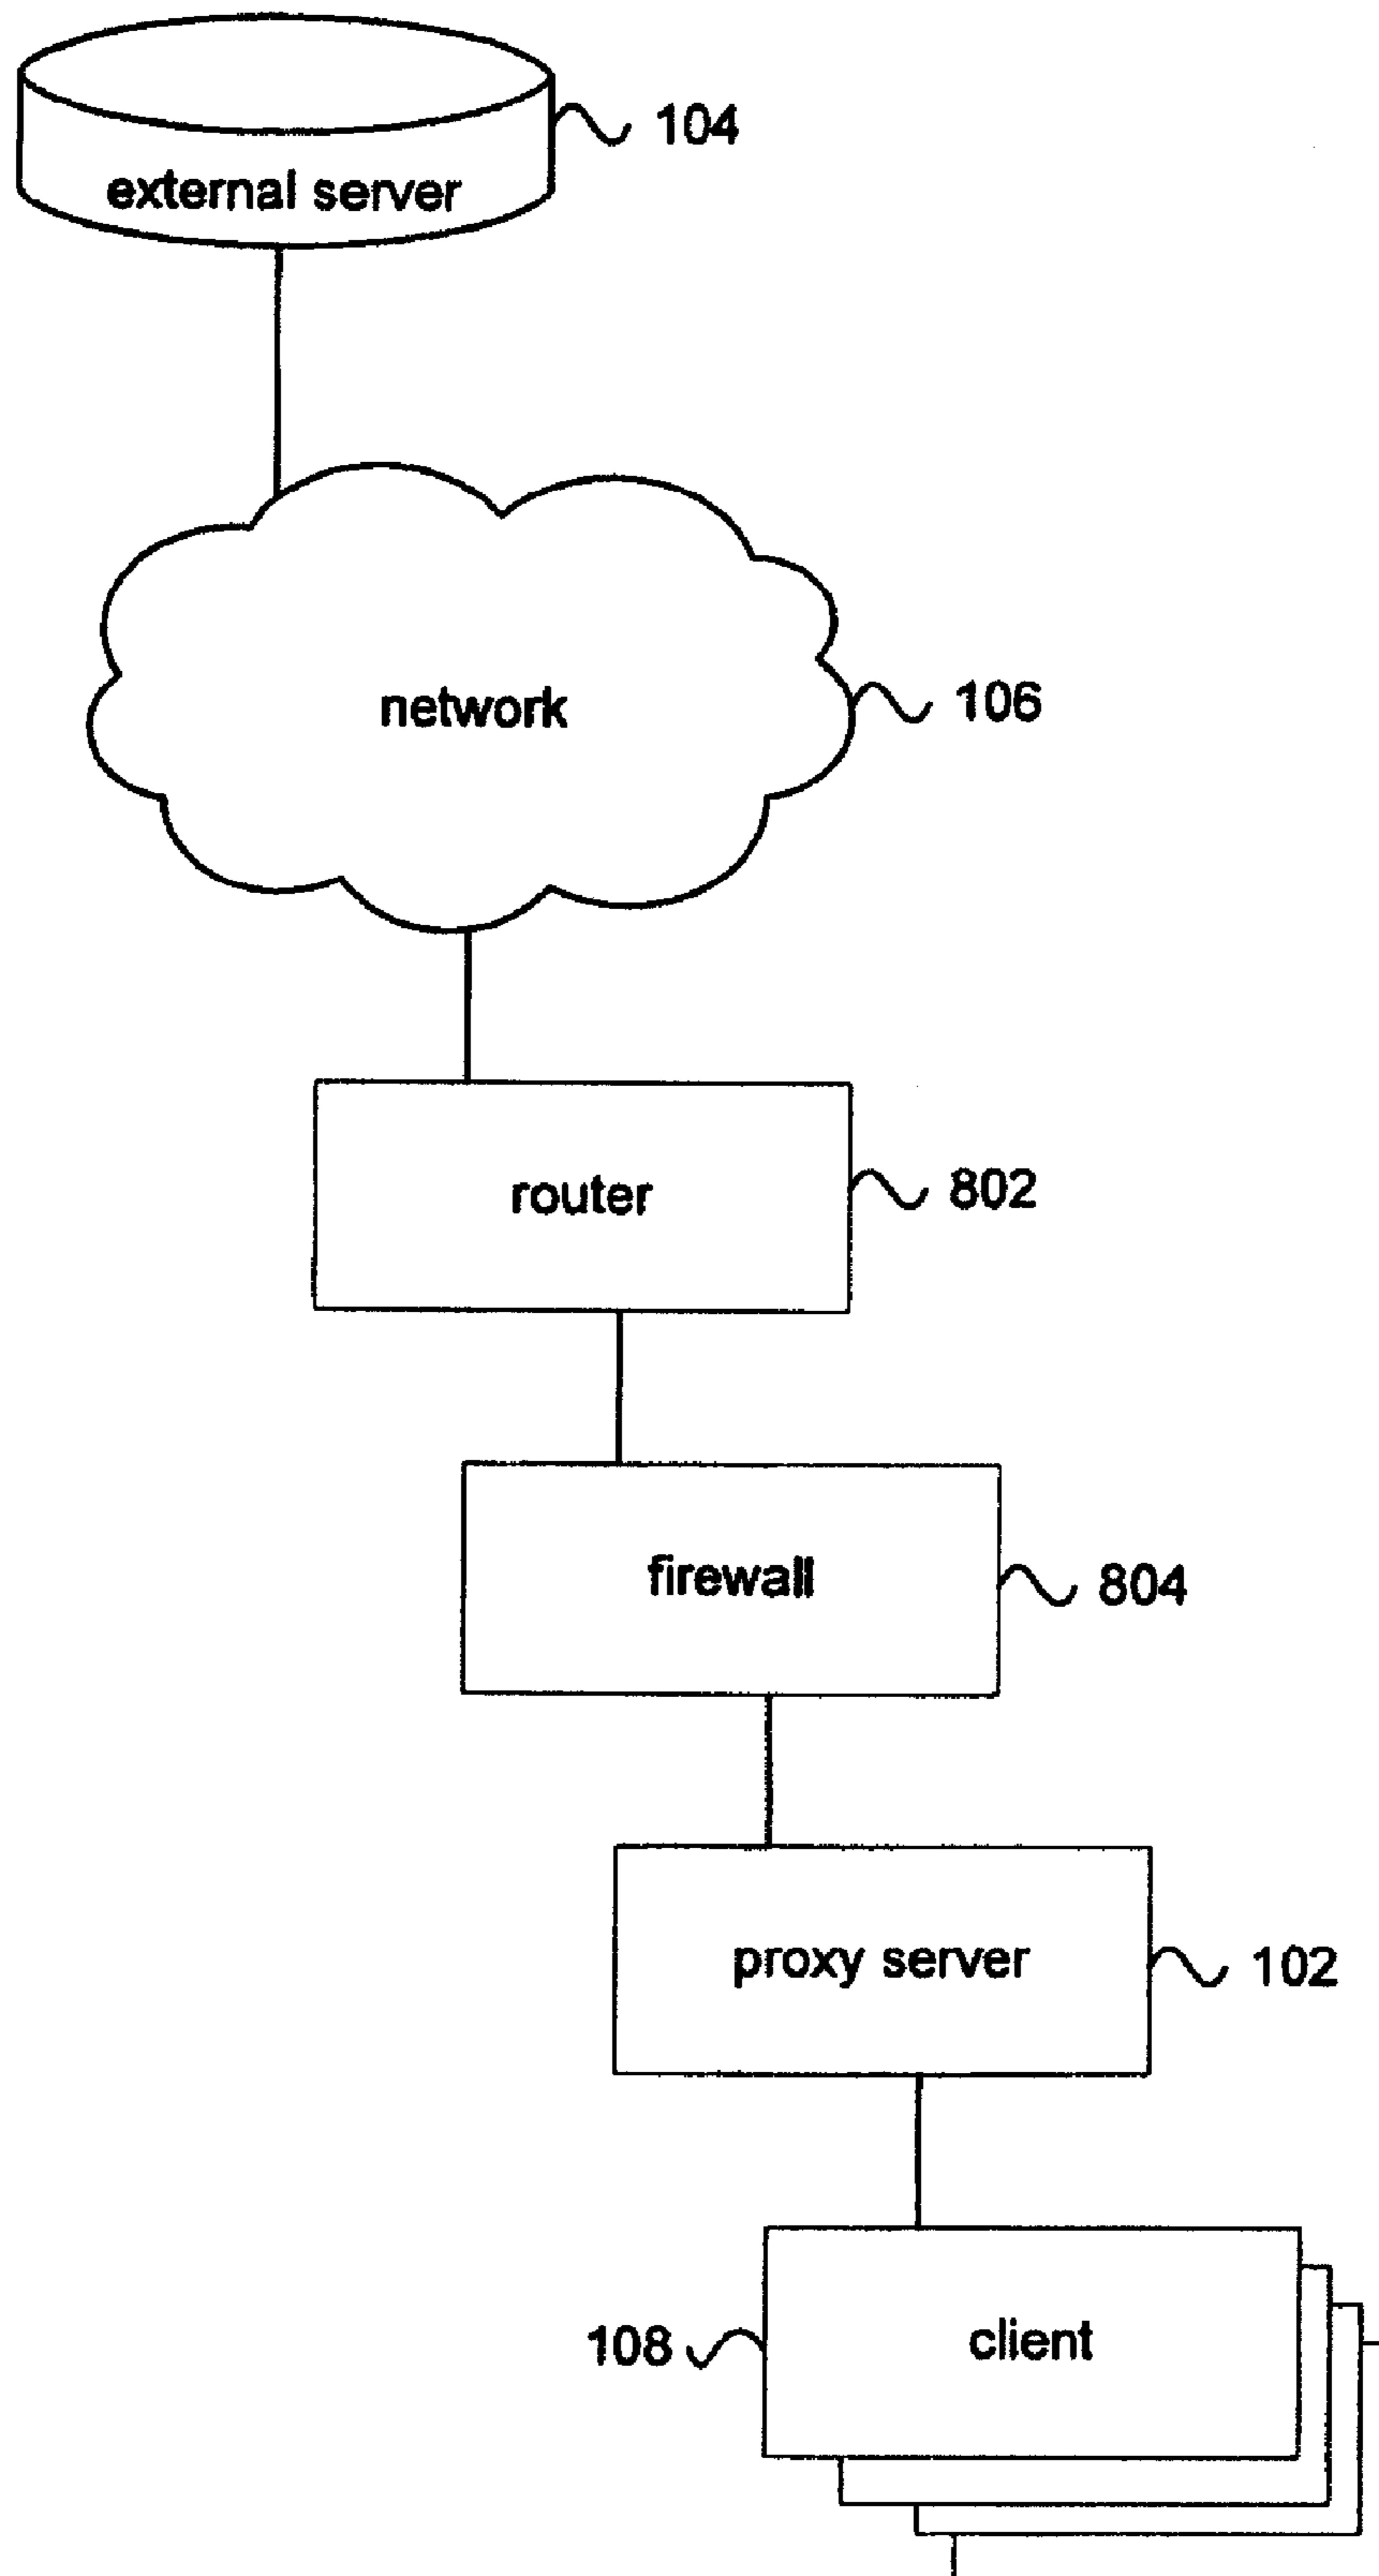 104
external server
network
106
router
802
firewall
804
proxy server
102
108
client